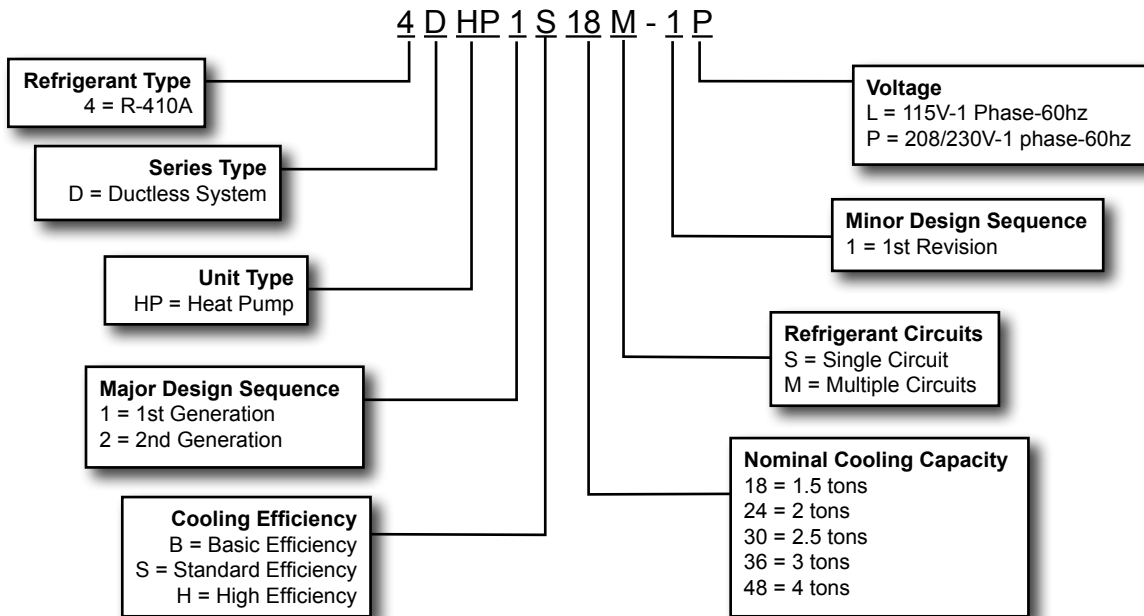 4 D HP 1 S 18 M - 1 P
Refrigerant Type
4 = R-410A
Series Type
D = Ductless System
Unit Type
HP = Heat Pump
Major Design Sequence
1 = 1st Generation
2 = 2nd Generation
Cooling Efficiency
B = Basic Efficiency
S = Standard Efficiency
H = High Efficiency
Voltage
L = 115V-1 Phase-60hz
P = 208/230V-1 phase-60hz
Minor Design Sequence
1 = 1st Revision
Refrigerant Circuits
S = Single Circuit
M = Multiple Circuits
Nominal Cooling Capacity
18 = 1.5 tons
24 = 2 tons
30 = 2.5 tons
36 = 3 tons
48 = 4 tons